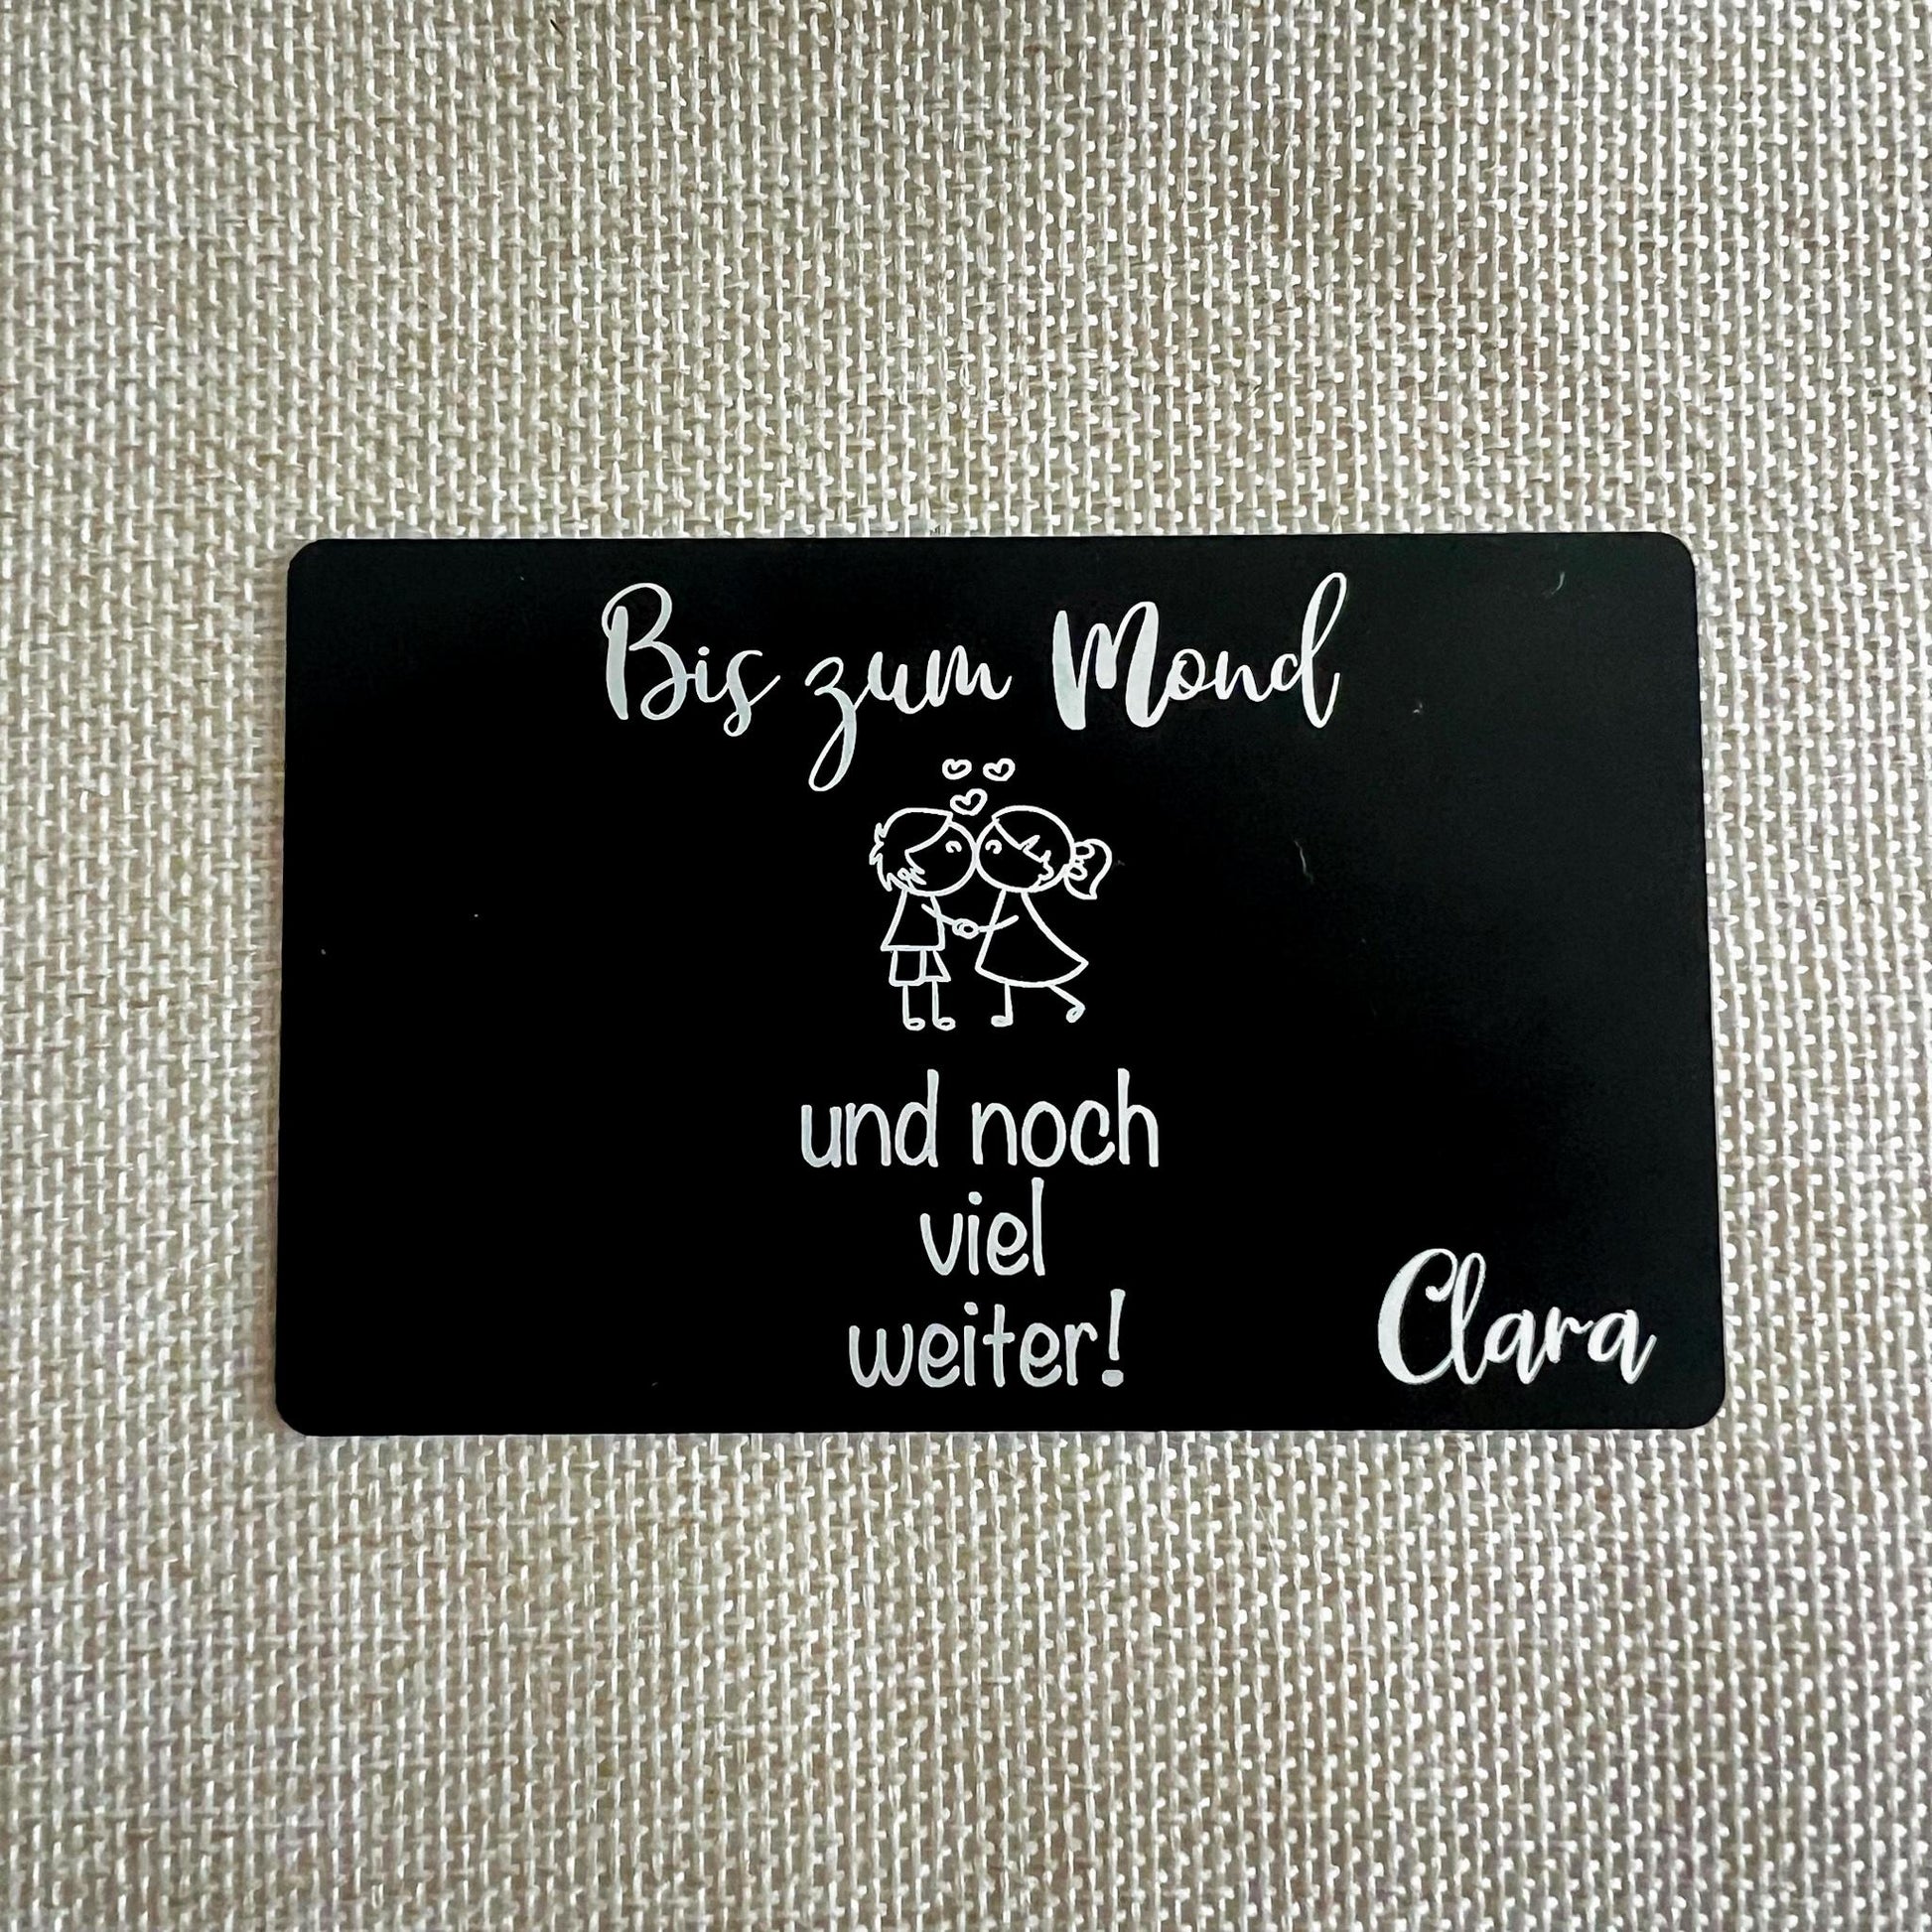 Bis zum Mond
und noch
viel
weiter!
Clara